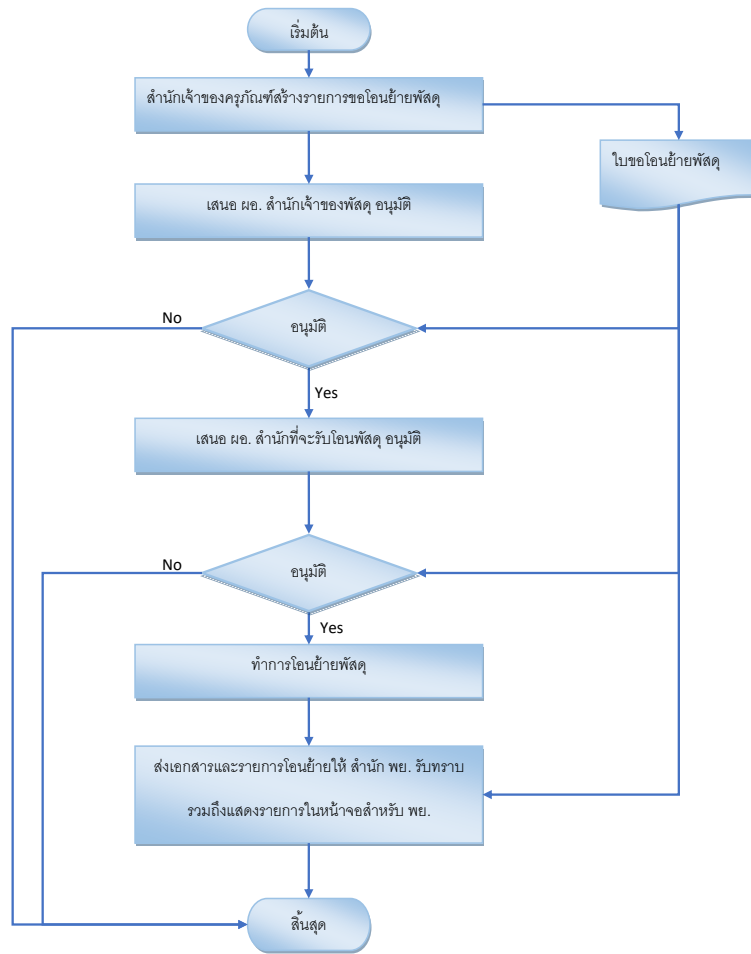 เริ่มต้น
สำนักเจ้าของครุภัณฑ์สร้างรายการขอโอนย้ายพัสดุ
ใบขอโอนย้ายพัสดุ
เสนอ ผอ. สำนักเจ้าของพัสดุ อนุมัติ
No
อนุมัติ
Yes
เสนอ ผอ. สำนักที่จะรับโอนพัสดุ อนุมัติ
No
อนุมัติ
Yes
ทำการโอนย้ายพัสดุ
ส่งเอกสารและรายการโอนย้ายให้ สำนัก พย. รับทราบ
รวมถึงแสดงรายการในหน้าจอสำหรับ พย.
สิ้นสุด